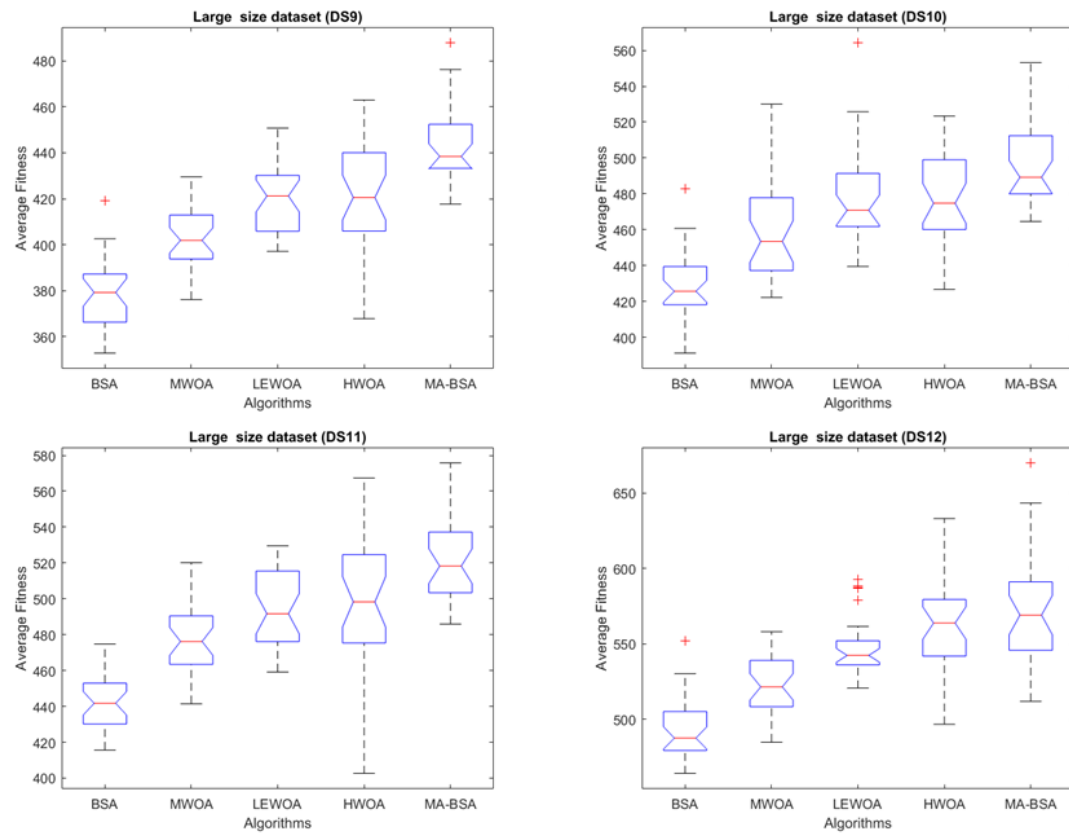 Large size dataset (DS9)
480
460
440
420
400
380
360
Average Fitness
BSA MWOA LEWOA HWOA MA-BSA
Algorithms
Large size dataset (DS10)
560
540
520
500
480
460
440
420
400
Average Fitness
BSA MWOA LEWOA HWOA MA-BSA
Algorithms
Large size dataset (DS11)
580
560
540
520
500
480
460
440
420
400
Average Fitness
BSA MWOA LEWOA HWOA MA-BSA
Algorithms
Large size dataset (DS12)
650
600
550
500
Average Fitness
BSA MWOA LEWOA HWOA MA-BSA
Algorithms